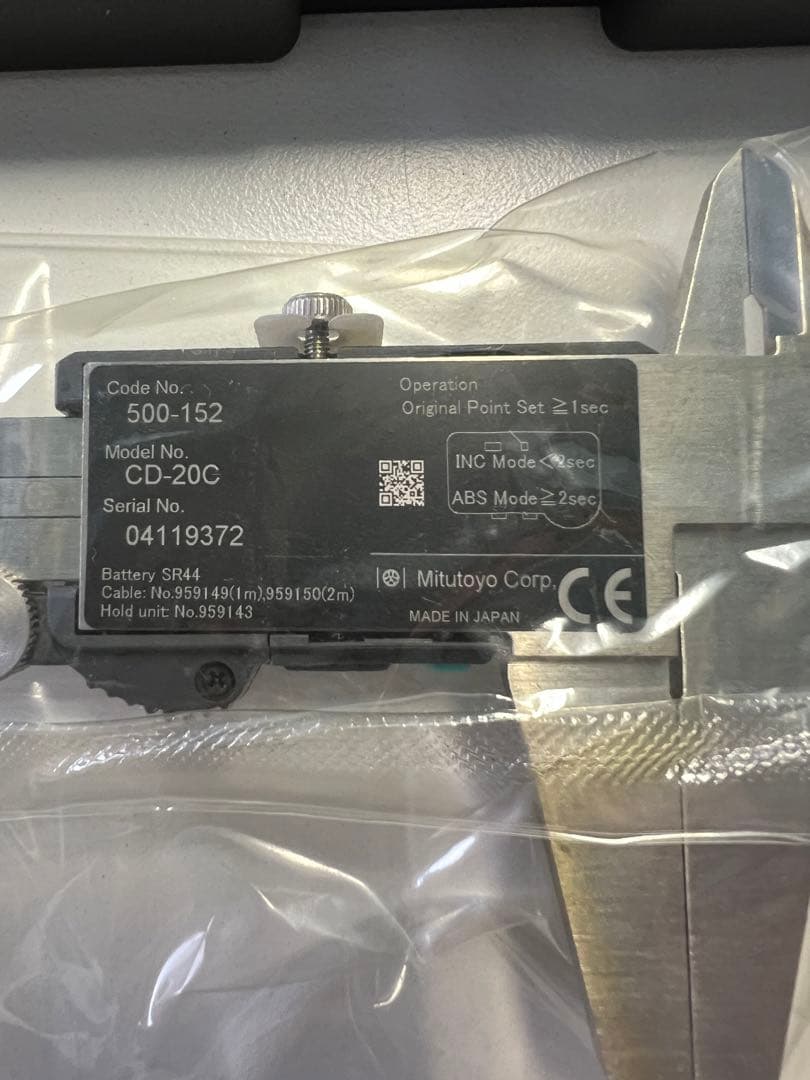 Code No.
500-152
Model No.
CD-20C
Serial No.
04119372
Battery SR44
Cable: No.959149(1m),959150(2m)
Hold unit: No.959143
Operation
Original Point Set ≧1sec
INC Mode<2sec
ABS Mode≧2sec
Mitutoyo Corp.
CE
MADE IN JAPAN